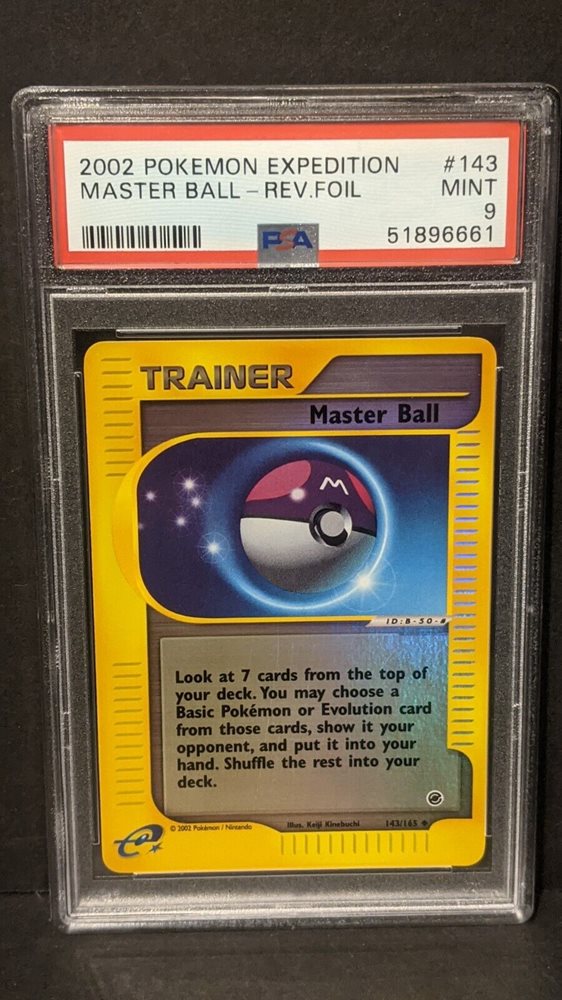 2002 POKEMON EXPEDITION #143
MASTER BALL - REV.FOIL MINT
9
PSA 51896661
TRAINER
Master Ball
M
ID:B-50-#
Look at 7 cards from the top of
your deck. You may choose a
Basic Pokémon or Evolution card
from those cards, show it your
opponent, and put it into your
hand. Shuffle the rest into your
deck.
© 2002 Pokémon / Nintendo Illus. Keiji Kinebuchi 143/165 ◆
e